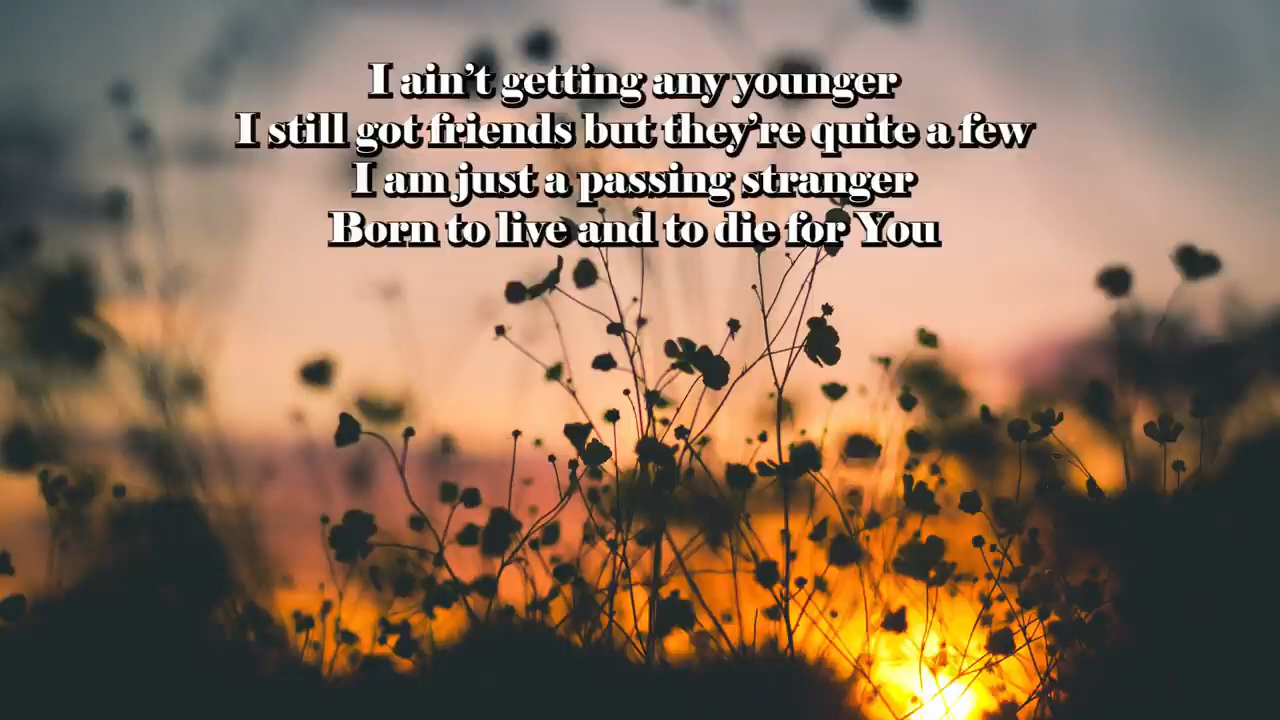 I ain't getting any younger
I still got friends but they're quite a few
I am just a passing stranger
Born to live and to die for You